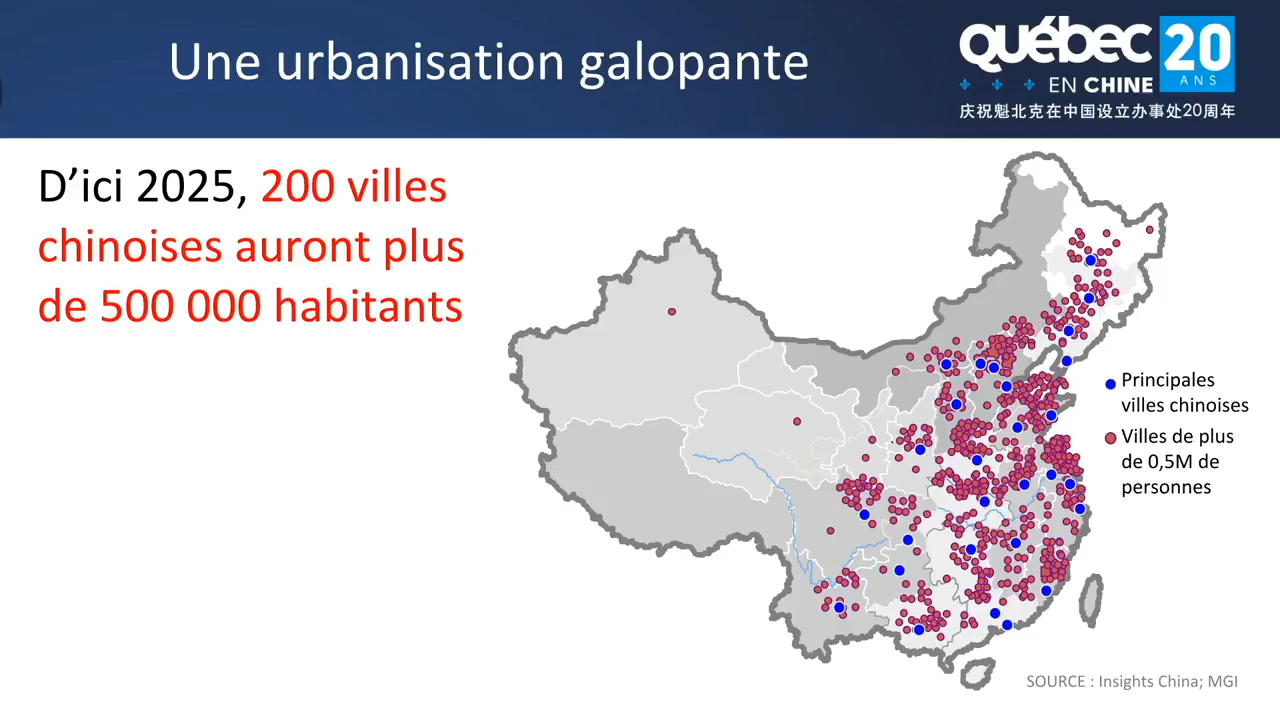 Une urbanisation galopante
québec 20
ANS
EN CHINE
庆祝魁北克在中国设立办事处20周年
D’ici 2025, 200 villes
chinoises auront plus
de 500 000 habitants
Principales
villes chinoises
Villes de plus
de 0,5M de
personnes
SOURCE : Insights China; MGI